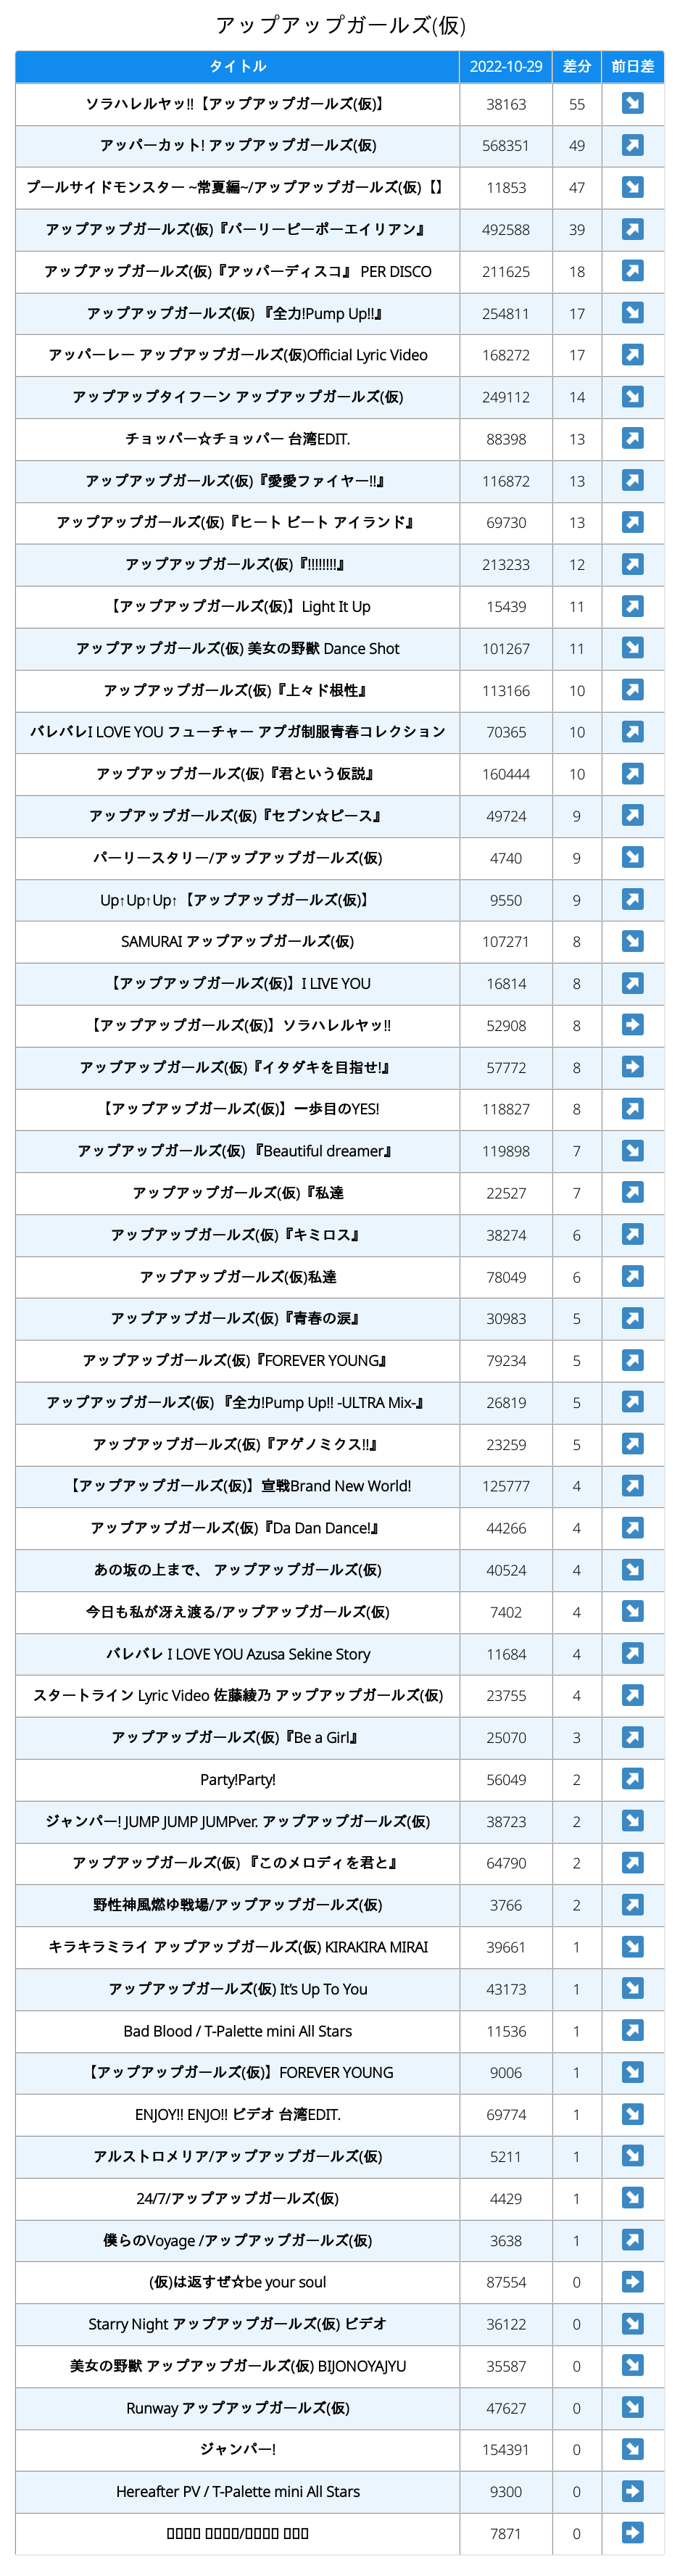 アップアップガールズ(仮)
タイトル 2022-10-29 差分 前日差
ソラハレルヤッ!!【アップアップガールズ(仮)】 38163 55 ↘
アッパーカット! アップアップガールズ(仮) 568351 49 ↗
プールサイドモンスター ~常夏編~/アップアップガールズ(仮)【】 11853 47 ↘
アップアップガールズ(仮)『パーリーピーポーエイリアン』 492588 39 ↗
アップアップガールズ(仮)『アッパーディスコ』 PER DISCO 211625 18 ↗
アップアップガールズ(仮) 『全力!Pump Up!!』 254811 17 ↘
アッパーレー アップアップガールズ(仮)Official Lyric Video 168272 17 ↗
アップアップタイフーン アップアップガールズ(仮) 249112 14 ↘
チョッパー☆チョッパー 台湾EDIT. 88398 13 ↗
アップアップガールズ(仮)『愛愛ファイヤー!!』 116872 13 ↗
アップアップガールズ(仮)『ヒート ビート アイランド』 69730 13 ↗
アップアップガールズ(仮)『!!!!!!!!』 213233 12 ↗
【アップアップガールズ(仮)】Light It Up 15439 11 ↗
アップアップガールズ(仮) 美女の野獣 Dance Shot 101267 11 ↘
アップアップガールズ(仮)『上々ド根性』 113166 10 ↗
バレバレI LOVE YOU フューチャー アプガ制服青春コレクション 70365 10 ↗
アップアップガールズ(仮)『君という仮説』 160444 10 ↗
アップアップガールズ(仮)『セブン☆ピース』 49724 9 ↗
パーリースタリー/アップアップガールズ(仮) 4740 9 ↘
Up↑Up↑Up↑【アップアップガールズ(仮)】 9550 9 ↗
SAMURAI アップアップガールズ(仮) 107271 8 ↘
【アップアップガールズ(仮)】I LIVE YOU 16814 8 ↗
【アップアップガールズ(仮)】ソラハレルヤッ!! 52908 8 ➡
アップアップガールズ(仮)『イタダキを目指せ!』 57772 8 ➡
【アップアップガールズ(仮)】一歩目のYES! 118827 8 ↗
アップアップガールズ(仮) 『Beautiful dreamer』 119898 7 ↘
アップアップガールズ(仮)『私達 22527 7 ↗
アップアップガールズ(仮)『キミロス』 38274 6 ↗
アップアップガールズ(仮)私達 78049 6 ↗
アップアップガールズ(仮)『青春の涙』 30983 5 ↗
アップアップガールズ(仮)『FOREVER YOUNG』 79234 5 ↗
アップアップガールズ(仮) 『全力!Pump Up!! -ULTRA Mix-』 26819 5 ↗
アップアップガールズ(仮)『アゲノミクス!!』 23259 5 ↗
【アップアップガールズ(仮)】宣戦Brand New World! 125777 4 ↗
アップアップガールズ(仮)『Da Dan Dance!』 44266 4 ↗
あの坂の上まで、 アップアップガールズ(仮) 40524 4 ↘
今日も私が冴え渡る/アップアップガールズ(仮) 7402 4 ↘
バレバレ I LOVE YOU Azusa Sekine Story 11684 4 ↗
スタートライン Lyric Video 佐藤綾乃 アップアップガールズ(仮) 23755 4 ↗
アップアップガールズ(仮)『Be a Girl』 25070 3 ↗
Party!Party! 56049 2 ↗
ジャンパー! JUMP JUMP JUMPver. アップアップガールズ(仮) 38723 2 ↘
アップアップガールズ(仮) 『このメロディを君と』 64790 2 ↗
野性神風燃ゆ戦場/アップアップガールズ(仮) 3766 2 ↗
キラキラミライ アップアップガールズ(仮) KIRAKIRA MIRAI 39661 1 ↘
アップアップガールズ(仮) It's Up To You 43173 1 ↘
Bad Blood / T-Palette mini All Stars 11536 1 ↗
【アップアップガールズ(仮)】FOREVER YOUNG 9006 1 ↘
ENJOY!! ENJO!! ビデオ 台湾EDIT. 69774 1 ↘
アルストロメリア/アップアップガールズ(仮) 5211 1 ↘
24/7/アップアップガールズ(仮) 4429 1 ↘
僕らのVoyage /アップアップガールズ(仮) 3638 1 ↗
(仮)は返すぜ☆be your soul 87554 0 ➡
Starry Night アップアップガールズ(仮) ビデオ 36122 0 ↘
美女の野獣 アップアップガールズ(仮) BIJONOYAJYU 35587 0 ↘
Runway アップアップガールズ(仮) 47627 0 ↘
ジャンパー! 154391 0 ↘
Hereafter PV / T-Palette mini All Stars 9300 0 ➡
/ 7871 0 ➡